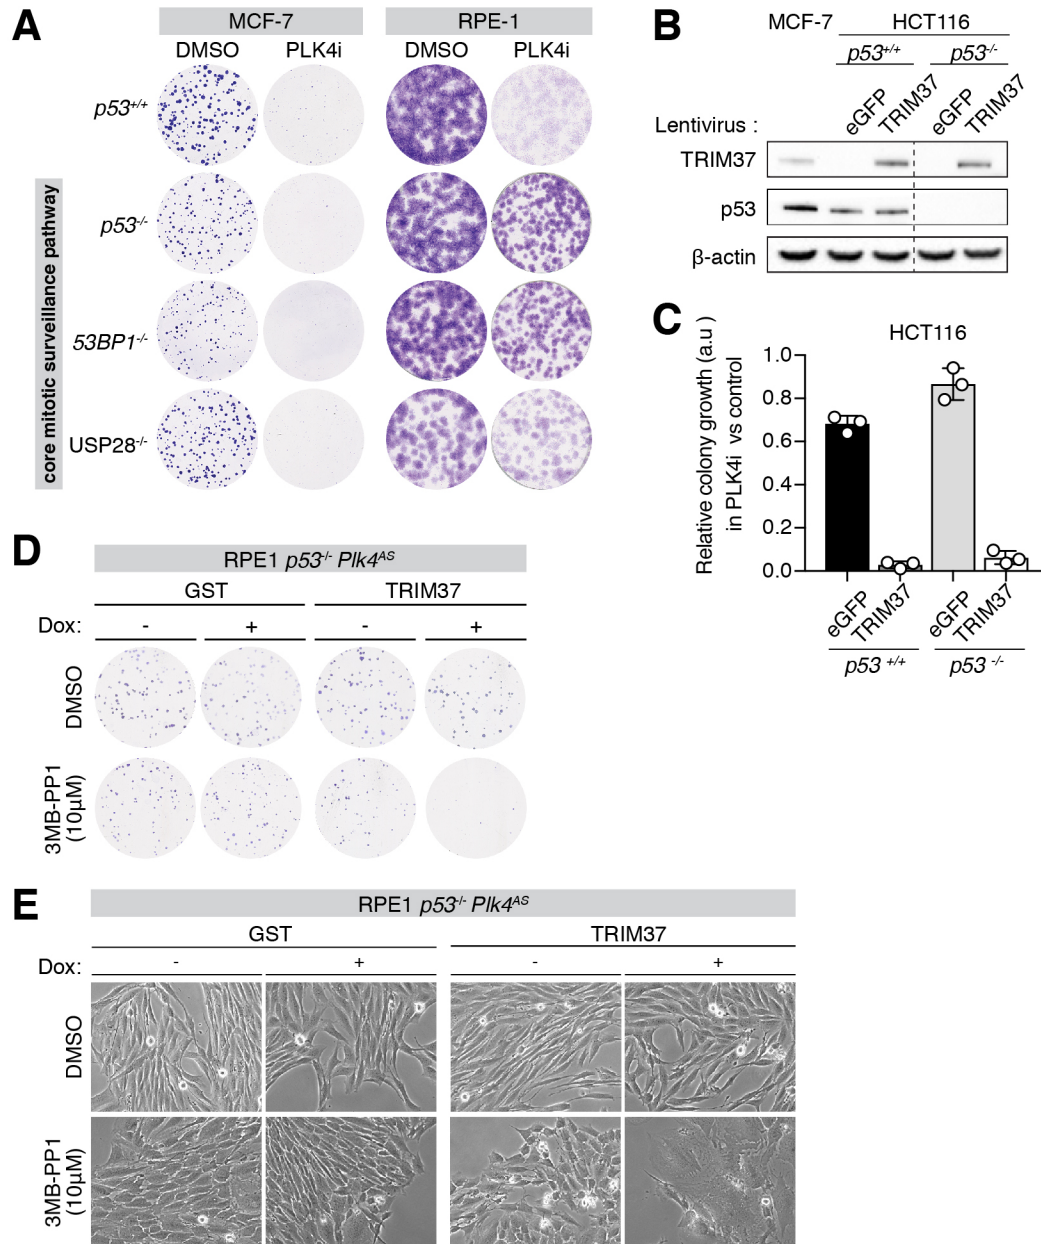 A
MCF-7 RPE-1
DMSO PLK4i DMSO PLK4i
p53+/+
p53-/-
53BP1-/-
USP28-/-
core mitotic surveillance pathway
B
MCF-7 HCT116
p53+/+ p53-/-
Lentivirus : eGFP TRIM37 eGFP TRIM37
TRIM37
p53
β-actin
C
HCT116
Relative colony growth (a.u )
in PLK4i vs control
1.0
0.8
0.6
0.4
0.2
0.0
eGFP TRIM37 eGFP TRIM37
p53 +/+ p53 -/-
D
RPE1 p53-/- Plk4AS
GST TRIM37
Dox: - + - +
DMSO
3MB-PP1
(10μM)
E
RPE1 p53-/- Plk4AS
GST TRIM37
Dox: - + - +
DMSO
3MB-PP1
(10μM)